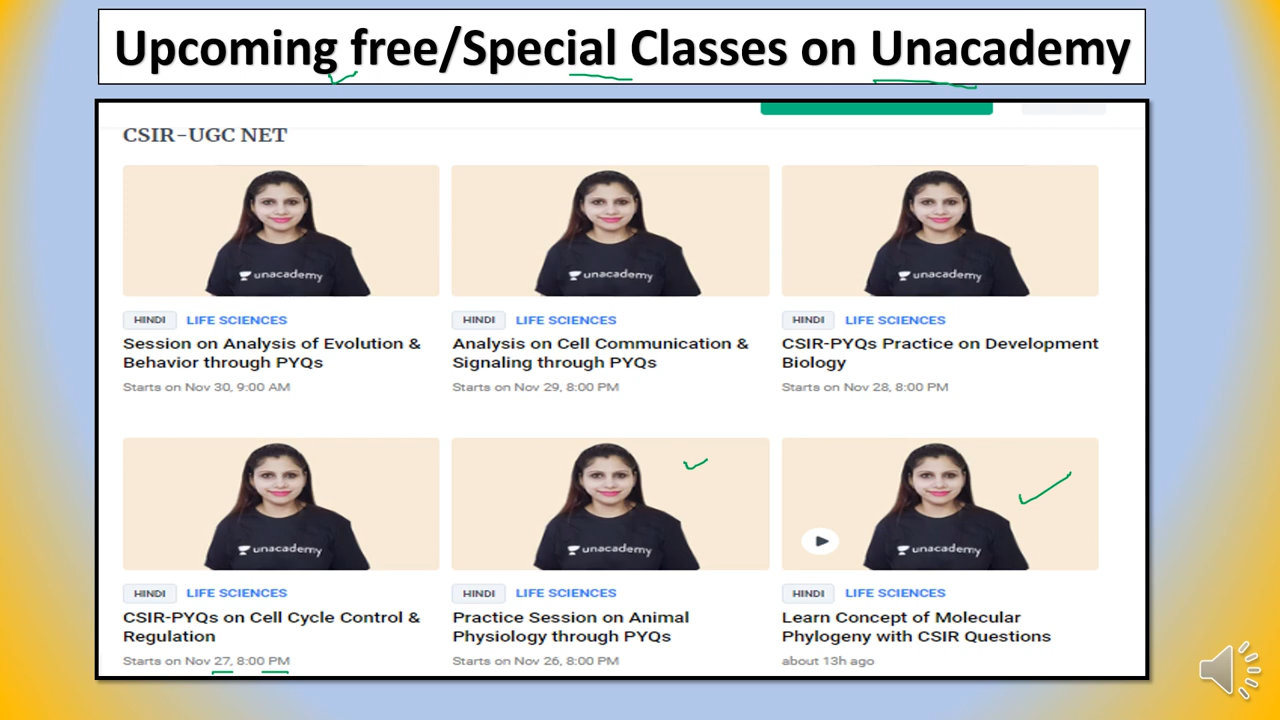 Upcoming free/Special Classes on Unacademy
CSIR-UGC NET
unacademy
unacademy
unacademy
HINDI LIFE SCIENCES
Session on Analysis of Evolution &
Behavior through PYQs
Starts on Nov 30, 9:00 AM
HINDI LIFE SCIENCES
Analysis on Cell Communication &
Signaling through PYQs
Starts on Nov 29, 8:00 PM
HINDI LIFE SCIENCES
CSIR-PYQs Practice on Development
Biology
Starts on Nov 28, 8:00 PM
unacademy
unacademy
unacademy
HINDI LIFE SCIENCES
CSIR-PYQs on Cell Cycle Control &
Regulation
Starts on Nov 27, 8:00 PM
HINDI LIFE SCIENCES
Practice Session on Animal
Physiology through PYQs
Starts on Nov 26, 8:00 PM
HINDI LIFE SCIENCES
Learn Concept of Molecular
Phylogeny with CSIR Questions
about 13h ago